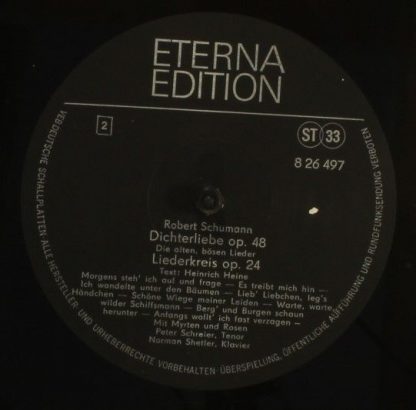 ETERNA
EDITION
2
ST 33
8 26 497
Robert Schumann
Dichterliebe op. 48
Die alten, bösen Lieder
Liederkreis op. 24
Text: Heinrich Heine
Morgens steh' ich auf und frage — Es treibt mich hin —
Ich wandelte unter den Bäumen — Lieb' Liebchen, leg's
Händchen — Schöne Wiege meiner Leiden — Warte, warte,
wilder Schiffsmann — Berg' und Burgen schaun
herunter — Anfangs wollt' ich fast verzagen —
Mit Myrten und Rosen
Peter Schreier, Tenor
Norman Shetler, Klavier
VEB DEUTSCHE SCHALLPLATTEN ALLE HERSTELLER- UND URHEBERRECHTE VORBEHALTEN ÜBERSPIELUNG, ÖFFENTLICHE AUFFÜHRUNG UND RUNDFUNKSENDUNG VERBOTEN